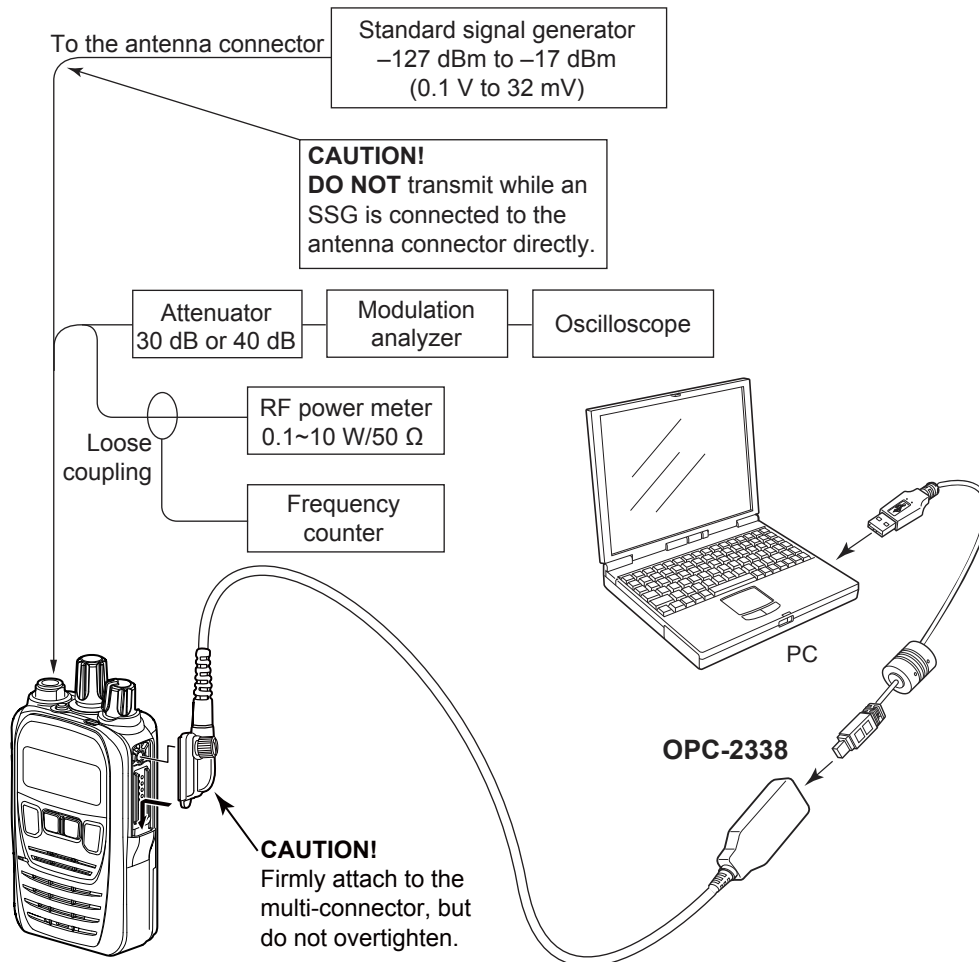 To the antenna connector
Standard signal generator
–127 dBm to –17 dBm
(0.1 V to 32 mV)
CAUTION!
DO NOT transmit while an
SSG is connected to the
antenna connector directly.
Attenuator
30 dB or 40 dB
Modulation
analyzer
Oscilloscope
RF power meter
0.1~10 W/50 Ω
Loose
coupling
Frequency
counter
PC
OPC-2338
CAUTION!
Firmly attach to the
multi-connector, but
do not overtighten.